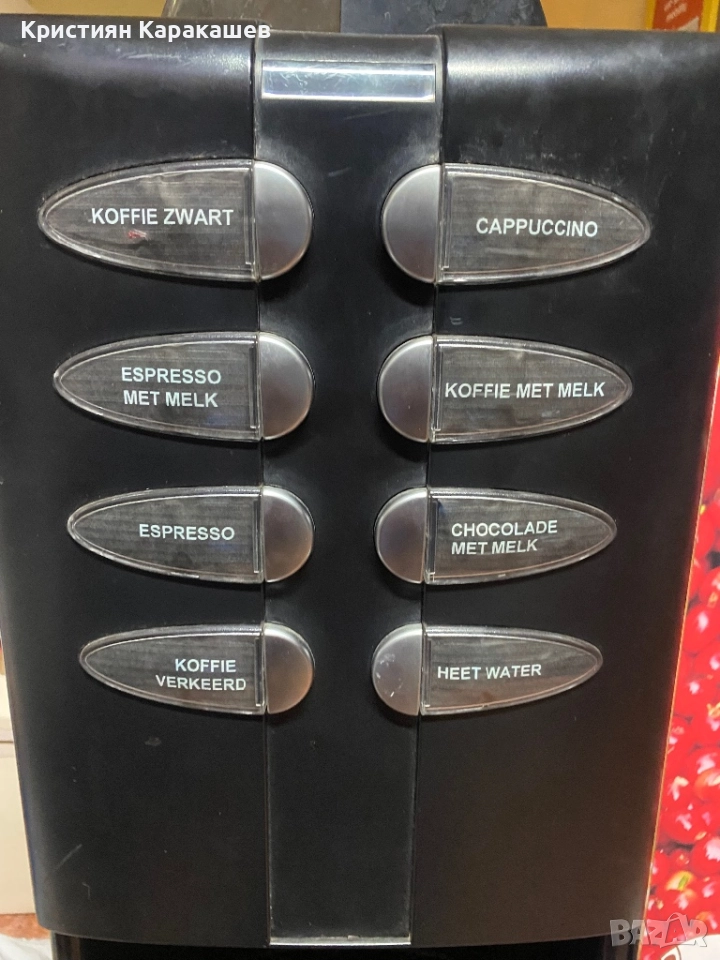 Кристиян Каракашев
KOFFIE ZWART
CAPPUCCINO
ESPRESSO
MET MELK
KOFFIE MET MELK
ESPRESSO
CHOCOLADE
MET MELK
KOFFIE
VERKEERD
HEET WATER
BAZAR